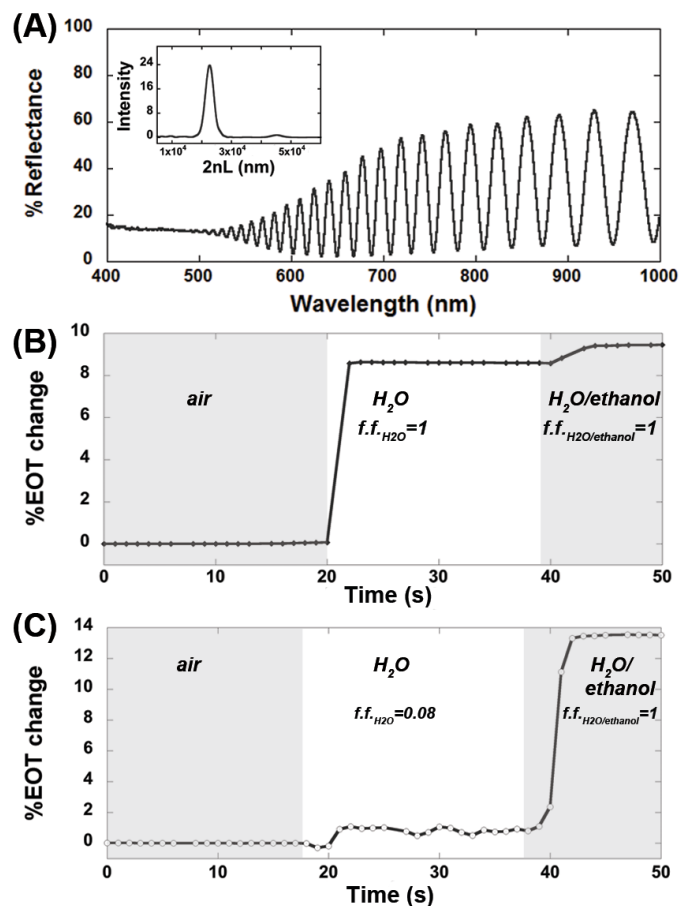 (A)
100
80
60
40
20
0
%Reflectance
24
16
8
0
Intensity
1x10⁴
3x10⁴
5x10⁴
2nL (nm)
400
500
600
700
800
900
1000
Wavelength (nm)
(B)
10
8
6
4
2
0
%EOT change
air
H₂O
f.f.H2O=1
H₂O/ethanol
f.f.H2O/ethanol=1
0
10
20
30
40
50
Time (s)
(C)
14
12
10
8
6
4
2
0
%EOT change
air
H₂O
f.f.H2O=0.08
H₂O/
ethanol
f.f.H2O/ethanol=1
0
10
20
30
40
50
Time (s)